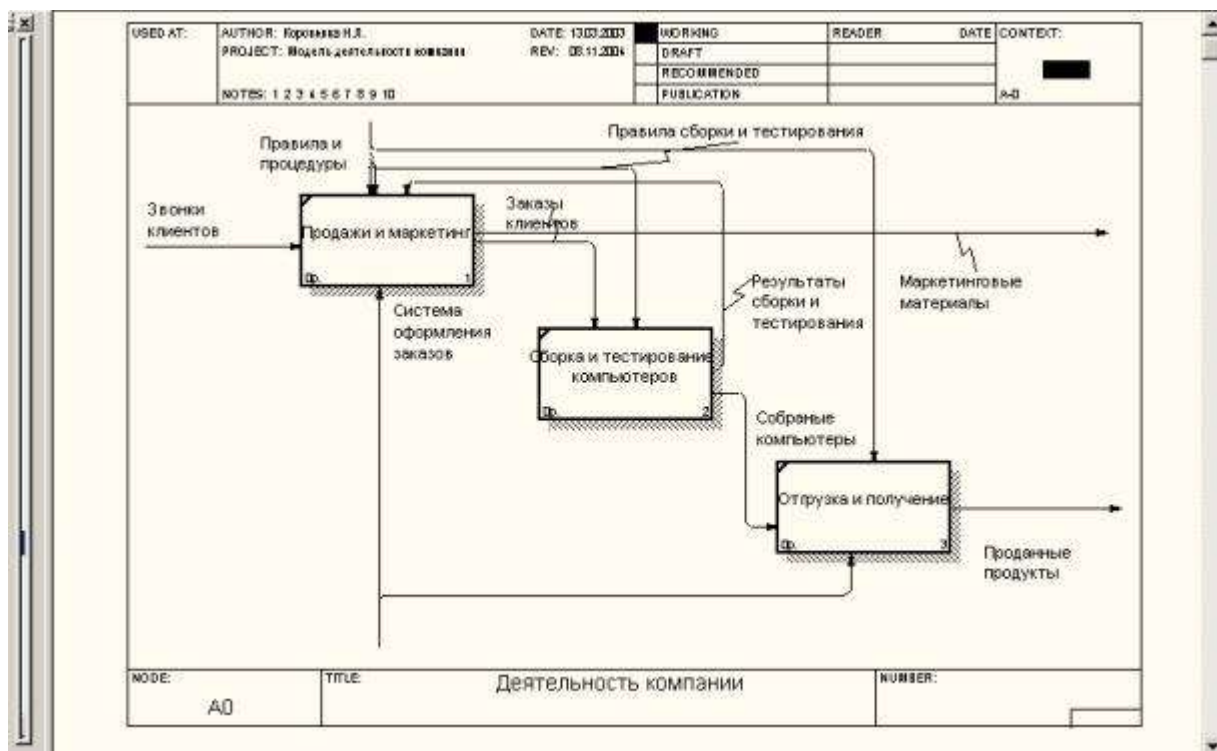 USED AT:
AUTHOR: Коровкина Н.Л.
DATE: 13.03.2003
WORKING
READER
DATE
CONTEXT:
PROJECT: Модель деятельности компании
REV: 08.11.2004
DRAFT
RECOMMENDED
NOTES: 1 2 3 4 5 6 7 8 9 10
PUBLICATION
A-0
Правила и
процедуры
Правила сборки и тестирования
Звонки
клиентов
Продажи и маркетинг
0р.
1
Заказы
клиентов
Маркетинговые
материалы
Система
оформления
заказов
Результаты
сборки и
тестирования
Сборка и тестирование
компьютеров
0р.
2
Собраные
компьютеры
Отгрузка и получение
0р.
3
Проданные
продукты
NODE:
A0
TITLE:
Деятельность компании
NUMBER: